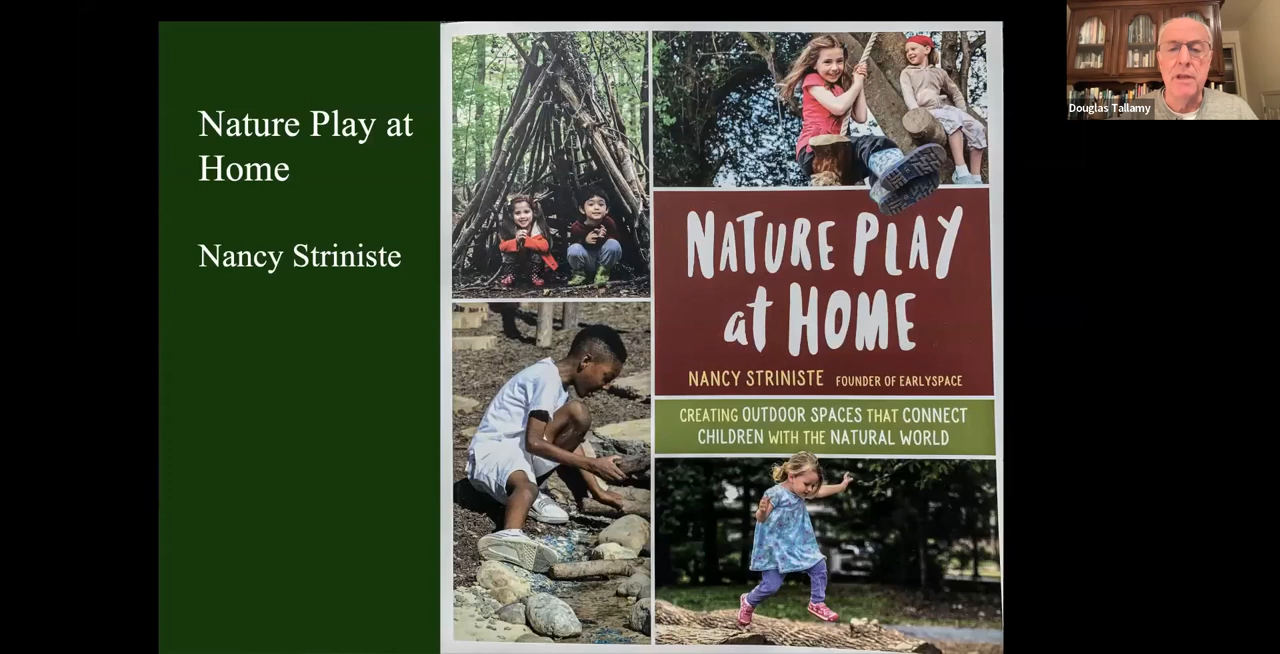 Nature Play at
Home
Nancy Striniste
NATURE PLAY
at HOME
NANCY STRINISTE FOUNDER OF EARLYSPACE
CREATING OUTDOOR SPACES THAT CONNECT
CHILDREN WITH THE NATURAL WORLD
Douglas Tallamy